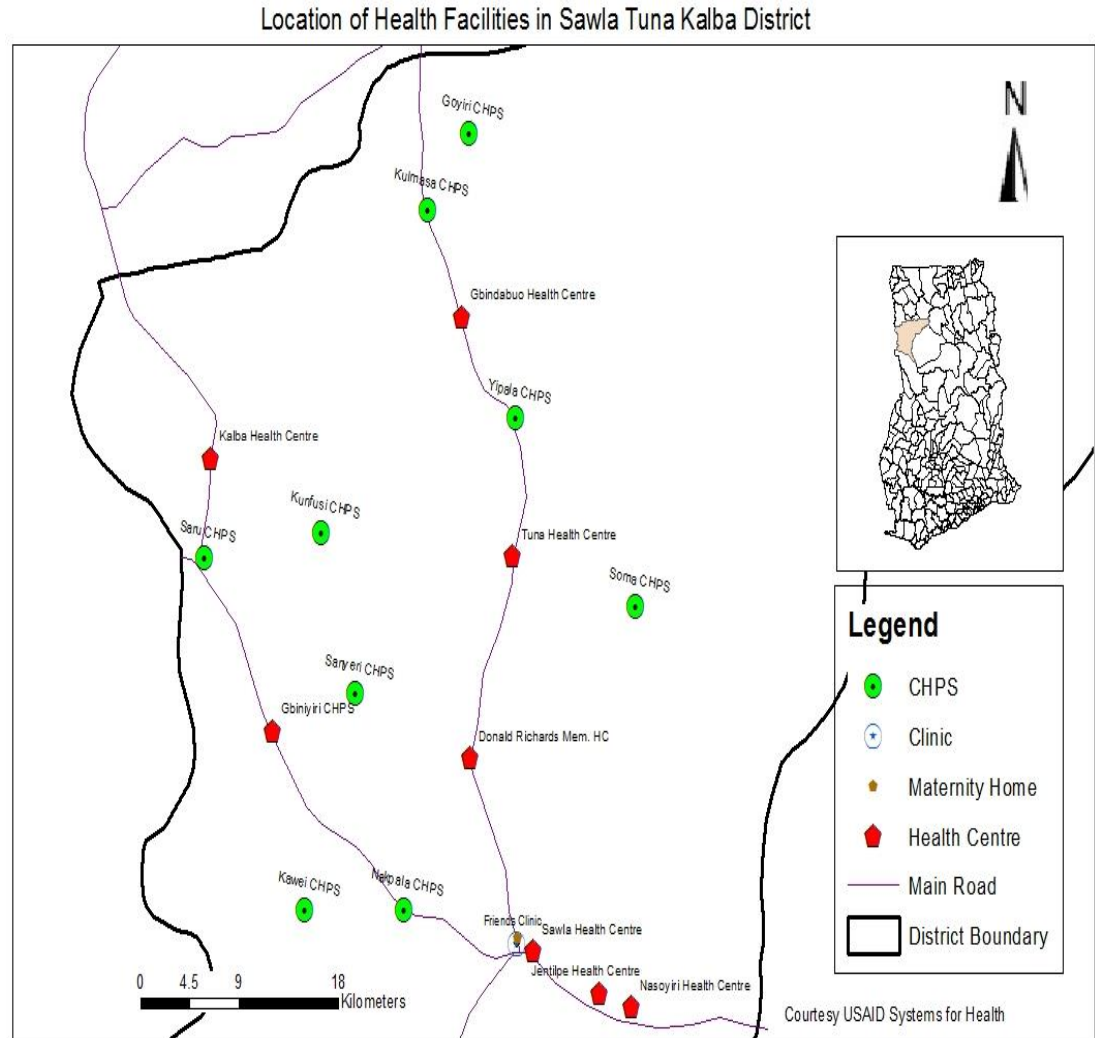 Location of Health Facilities in Sawla Tuna Kalba District
N
Goyiri CHPS
Kulmasa CHPS
Gbindabuo Health Centre
Yipala CHPS
Kalba Health Centre
Kunfusi CHPS
Saru CHPS
Tuna Health Centre
Soma CHPS
Sanyeri CHPS
Gbiniyiri CHPS
Donald Richards Mem. HC
Kawei CHPS
Nakpala CHPS
Friends Clinic
Sawla Health Centre
Jentilpe Health Centre
Nasoyiri Health Centre
Legend
CHPS
Clinic
Maternity Home
Health Centre
Main Road
District Boundary
0 4.5 9 18
Kilometers
Courtesy USAID Systems for Health